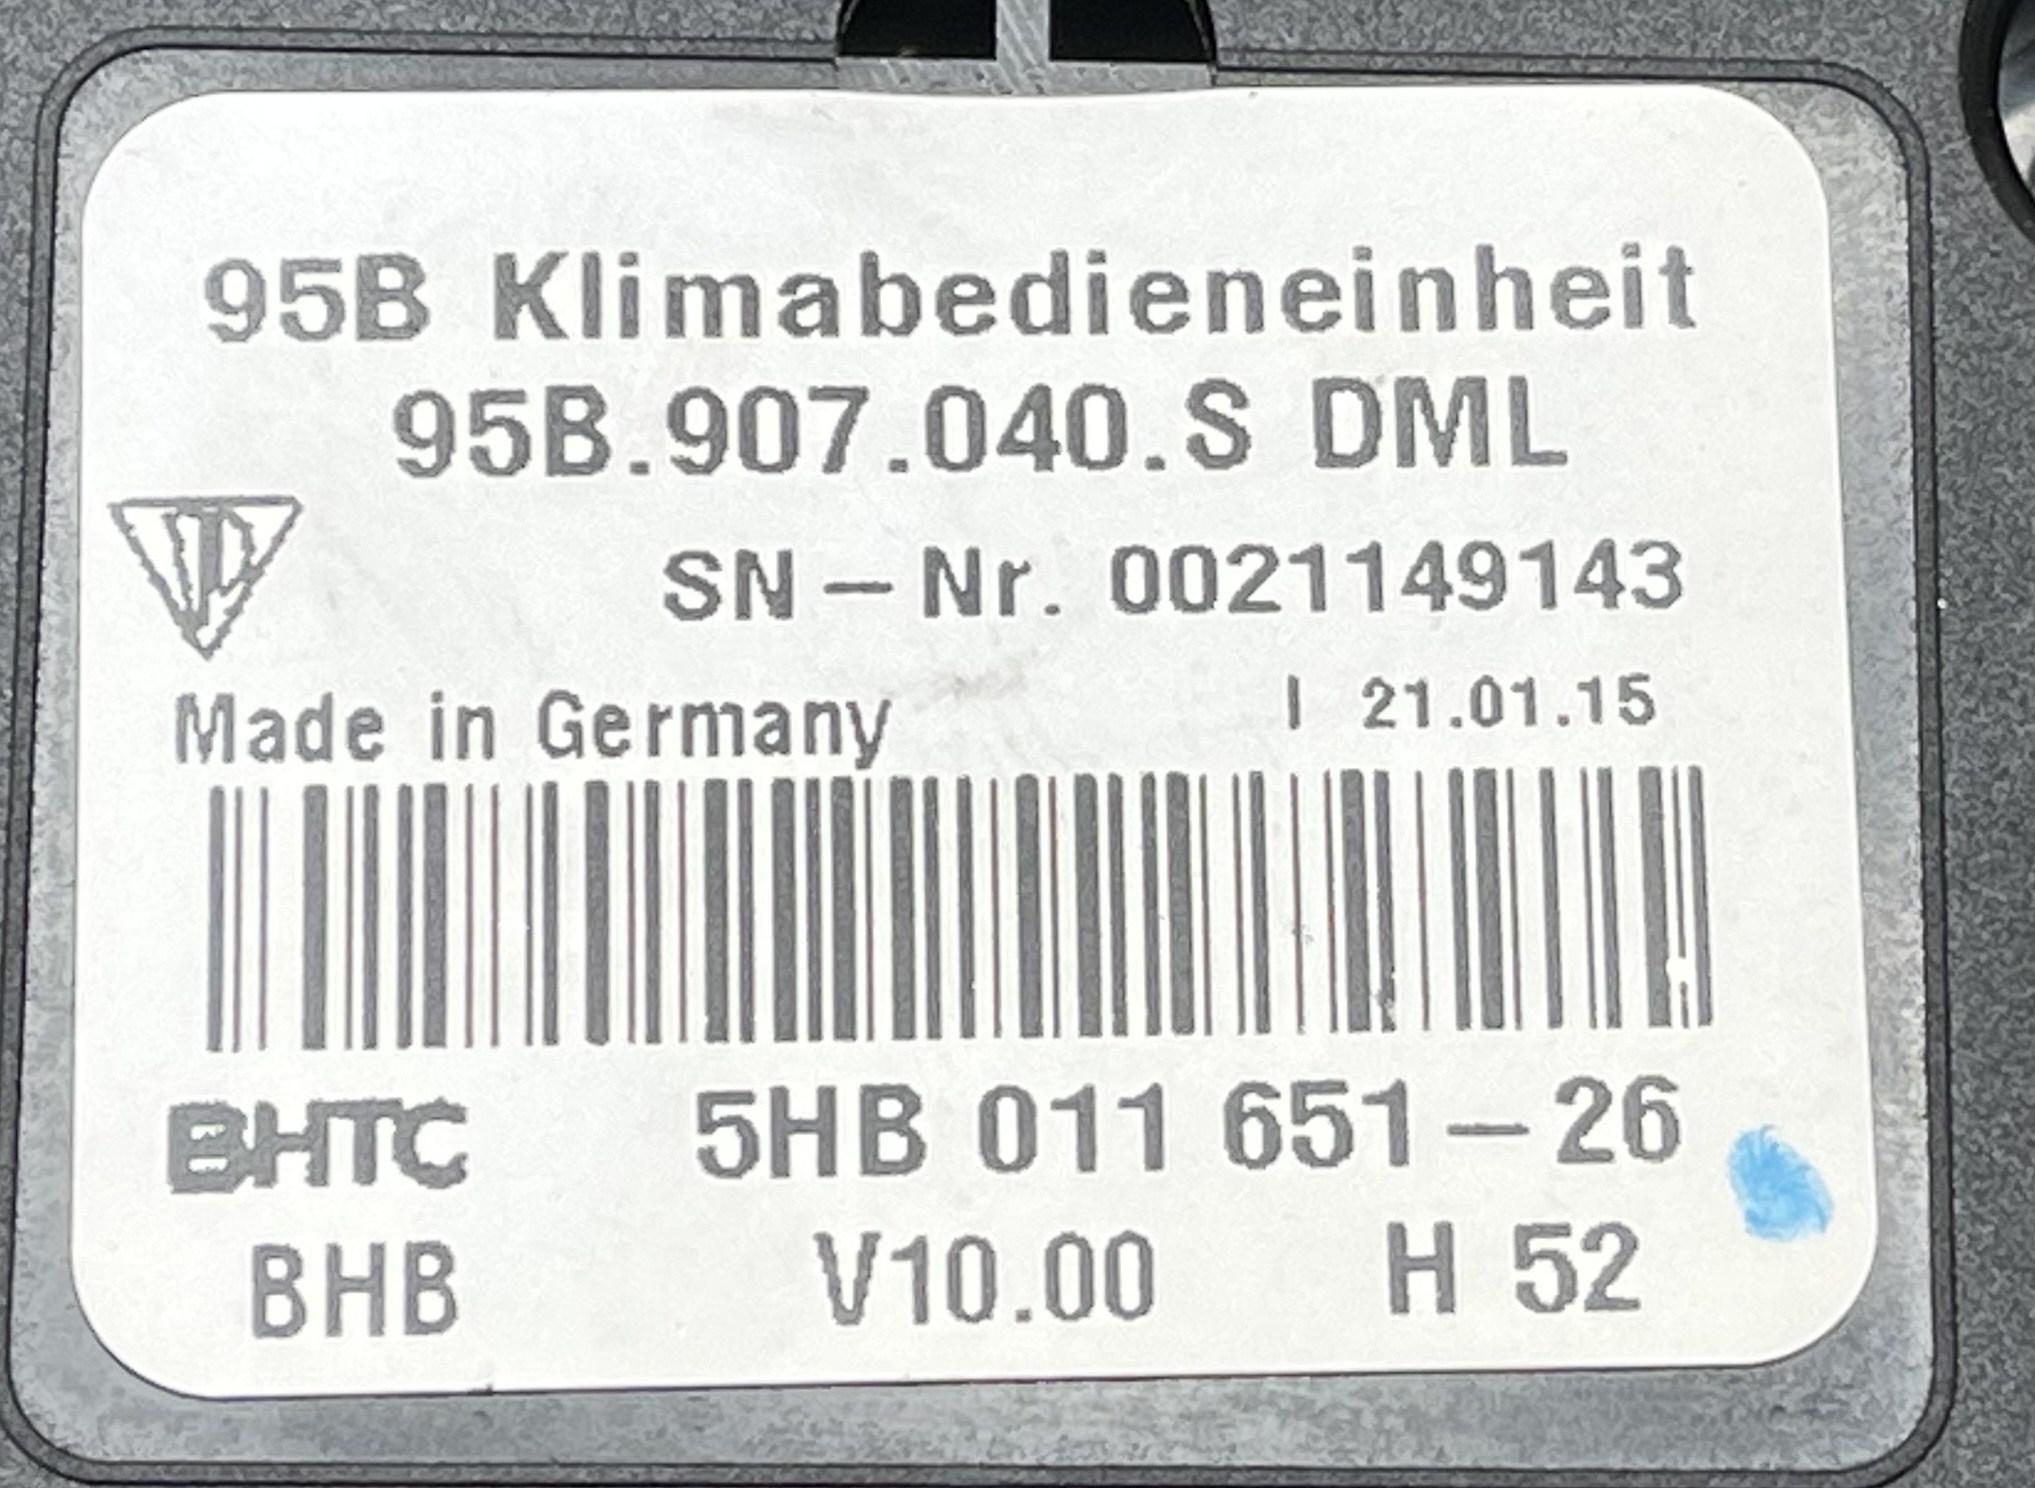 95B Klimabedieneinheit
95B.907.040.S DML
SN-Nr. 0021149143
Made in Germany I 21.01.15
BHTC 5HB 011 651-26
BHB V10.00 H 52